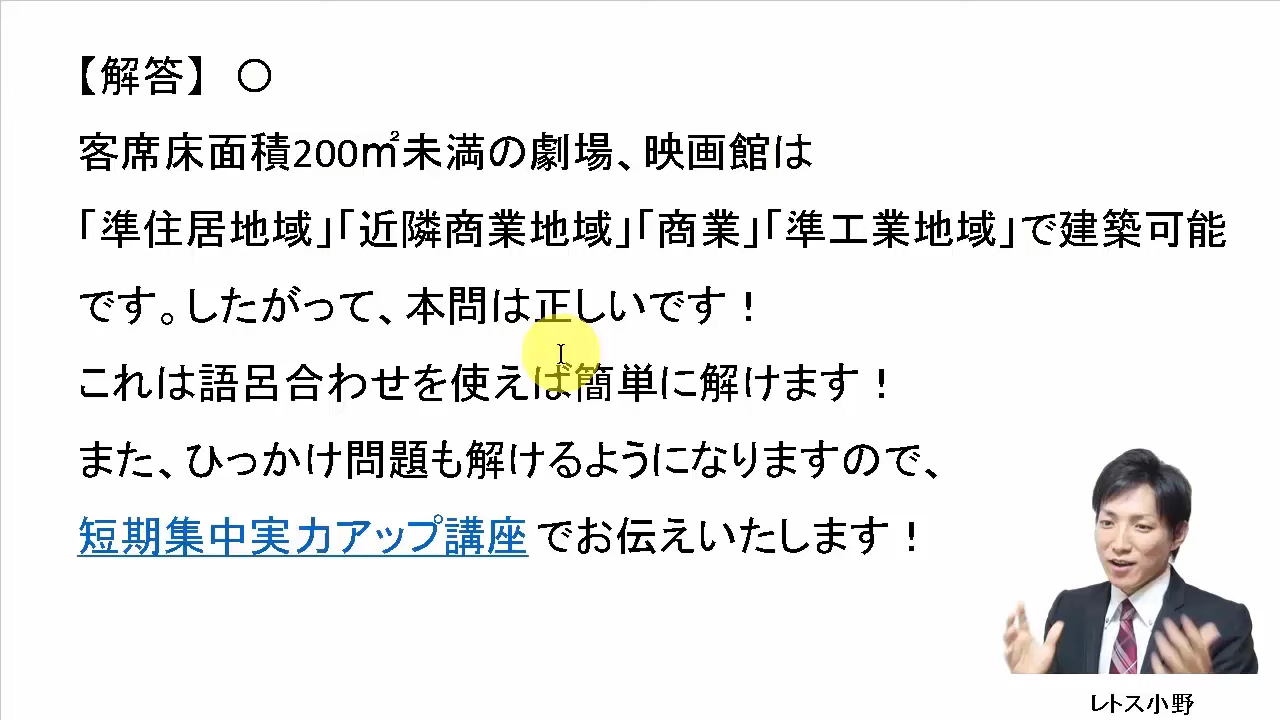 【解答】 ○
客席床面積200㎡未満の劇場、映画館は
「準住居地域」「近隣商業地域」「商業」「準工業地域」で建築可能
です。したがって、本問は正しいです！
これは語呂合わせを使えば簡単に解けます！
また、ひっかけ問題も解けるようになりますので、
短期集中実力アップ講座でお伝えいたします！
レトス小野